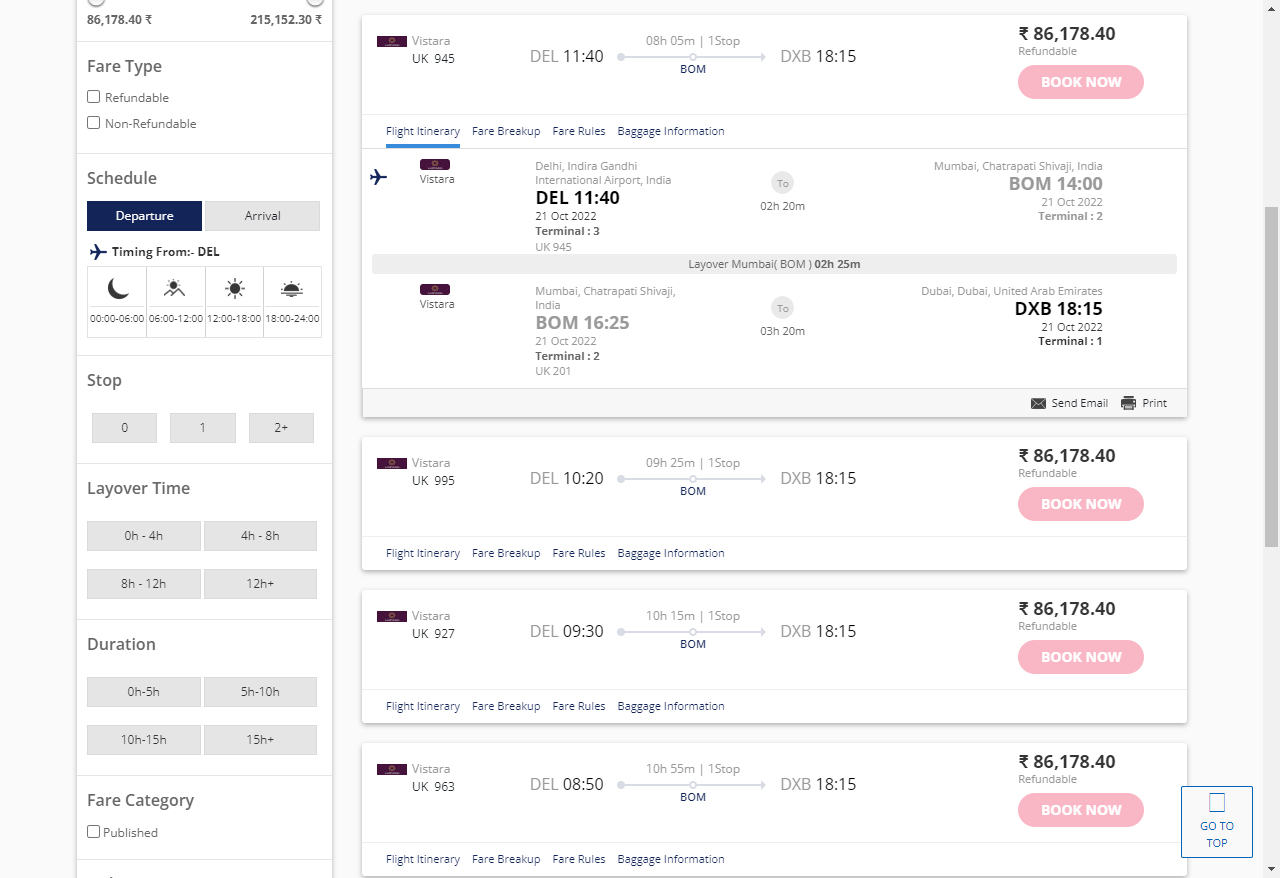 86,178.40 ₹ 215,152.30 ₹
Fare Type
Refundable
Non-Refundable
Schedule
Departure Arrival
Timing From:- DEL
00:00-06:00 06:00-12:00 12:00-18:00 18:00-24:00
Stop
0 1 2+
Layover Time
0h - 4h 4h - 8h
8h - 12h 12h+
Duration
0h-5h 5h-10h
10h-15h 15h+
Fare Category
Published
Vistara
UK 945
DEL 11:40
08h 05m | 1Stop
BOM
DXB 18:15
₹ 86,178.40
Refundable
BOOK NOW
Flight Itinerary Fare Breakup Fare Rules Baggage Information
Vistara
Delhi, Indira Gandhi
International Airport, India
DEL 11:40
21 Oct 2022
Terminal : 3
UK 945
To
02h 20m
Mumbai, Chatrapati Shivaji, India
BOM 14:00
21 Oct 2022
Terminal : 2
Layover Mumbai( BOM ) 02h 25m
Vistara
Mumbai, Chatrapati Shivaji,
India
BOM 16:25
21 Oct 2022
Terminal : 2
UK 201
To
03h 20m
Dubai, Dubai, United Arab Emirates
DXB 18:15
21 Oct 2022
Terminal : 1
Send Email Print
Vistara
UK 995
DEL 10:20
09h 25m | 1Stop
BOM
DXB 18:15
₹ 86,178.40
Refundable
BOOK NOW
Flight Itinerary Fare Breakup Fare Rules Baggage Information
Vistara
UK 927
DEL 09:30
10h 15m | 1Stop
BOM
DXB 18:15
₹ 86,178.40
Refundable
BOOK NOW
Flight Itinerary Fare Breakup Fare Rules Baggage Information
Vistara
UK 963
DEL 08:50
10h 55m | 1Stop
BOM
DXB 18:15
₹ 86,178.40
Refundable
BOOK NOW
Flight Itinerary Fare Breakup Fare Rules Baggage Information
GO TO
TOP